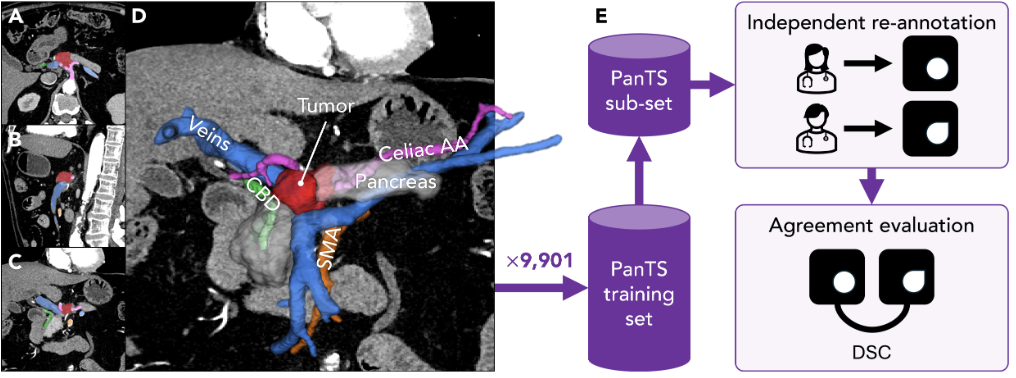 A
B
C
D
Tumor
Veins
Celiac AA
Pancreas
CBD
SMA
×9,901
E
PanTS
sub-set
PanTS
training
set
Independent re-annotation
Agreement evaluation
DSC